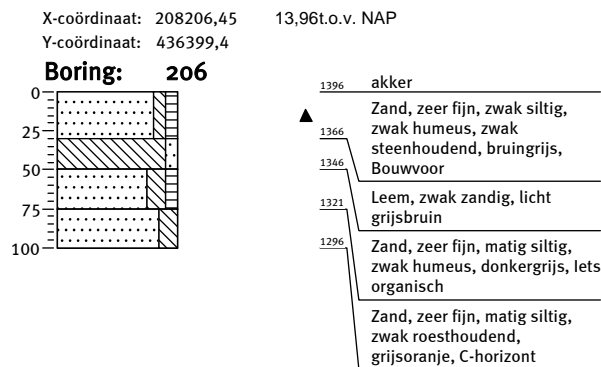 X-coördinaat: 208206,45 13,96t.o.v. NAP
Y-coördinaat: 436399,4
Boring: 206
0
25
50
75
100
1396 akker
Zand, zeer fijn, zwak siltig,
zwak humeus, zwak
steenhoudend, bruingrijs,
Bouwvoor
1366
Leem, zwak zandig, licht
grijsbruin
1346
Zand, zeer fijn, matig siltig,
zwak humeus, donkergrijs, Iets
organisch
1321
Zand, zeer fijn, matig siltig,
zwak roesthoudend,
grijsoranje, C-horizont
1296